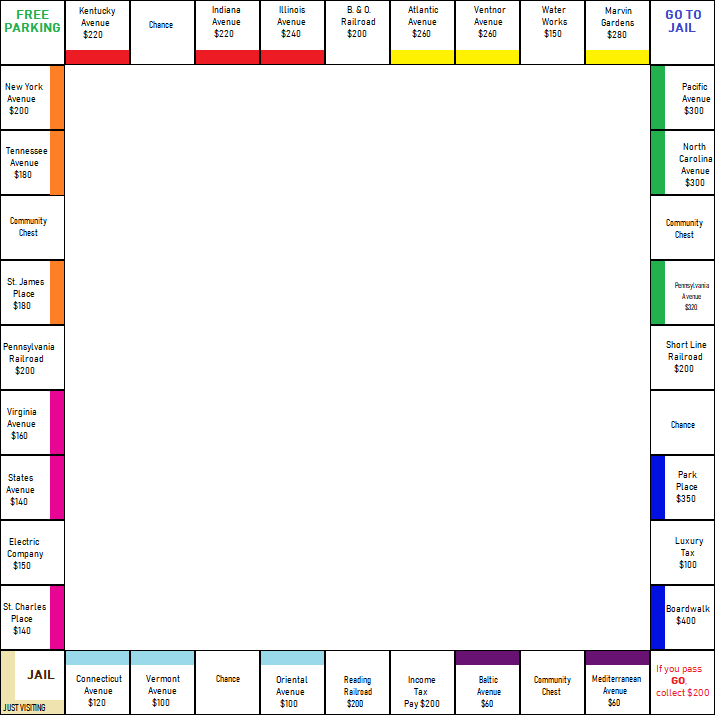 FREE
PARKING
Kentucky
Avenue
$220
Chance
Indiana
Avenue
$220
Illinois
Avenue
$240
B. & O.
Railroad
$200
Atlantic
Avenue
$260
Ventnor
Avenue
$260
Water
Works
$150
Marvin
Gardens
$280
GO TO
JAIL
New York
Avenue
$200
Tennessee
Avenue
$180
Community
Chest
St. James
Place
$180
Pennsylvania
Railroad
$200
Virginia
Avenue
$160
States
Avenue
$140
Electric
Company
$150
St. Charles
Place
$140
Pacific
Avenue
$300
North
Carolina
Avenue
$300
Community
Chest
Pennsylvania
Avenue
$320
Short Line
Railroad
$200
Chance
Park
Place
$350
Luxury
Tax
$100
Boardwalk
$400
JAIL
JUST VISITING
Connecticut
Avenue
$120
Vermont
Avenue
$100
Chance
Oriental
Avenue
$100
Reading
Railroad
$200
Income
Tax
Pay $200
Baltic
Avenue
$60
Community
Chest
Mediterranean
Avenue
$60
If you pass
GO,
collect $200